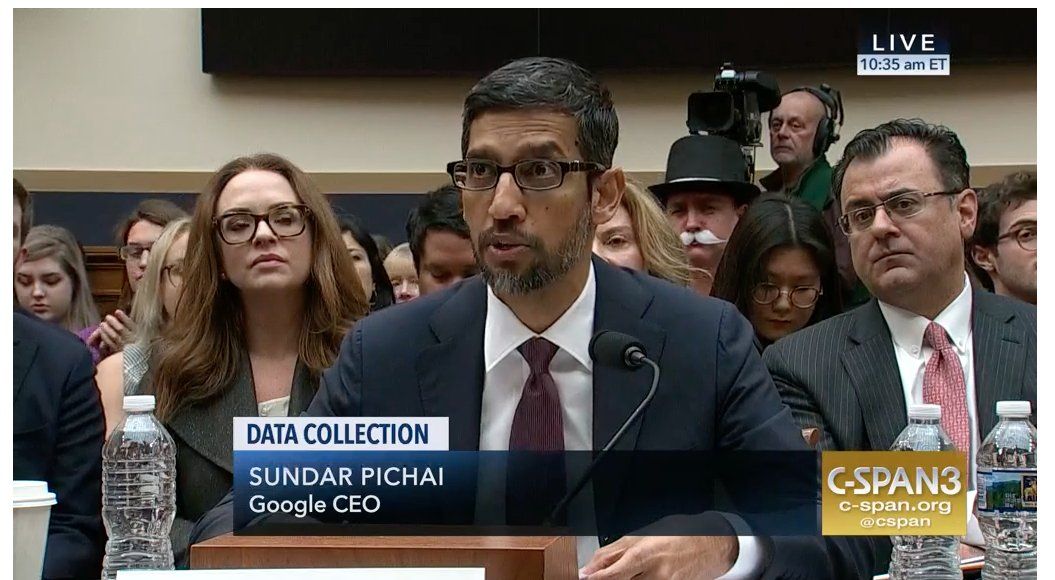 LIVE
10:35 am ET
DATA COLLECTION
SUNDAR PICHAI
Google CEO
C-SPAN3
c-span.org
@cspan